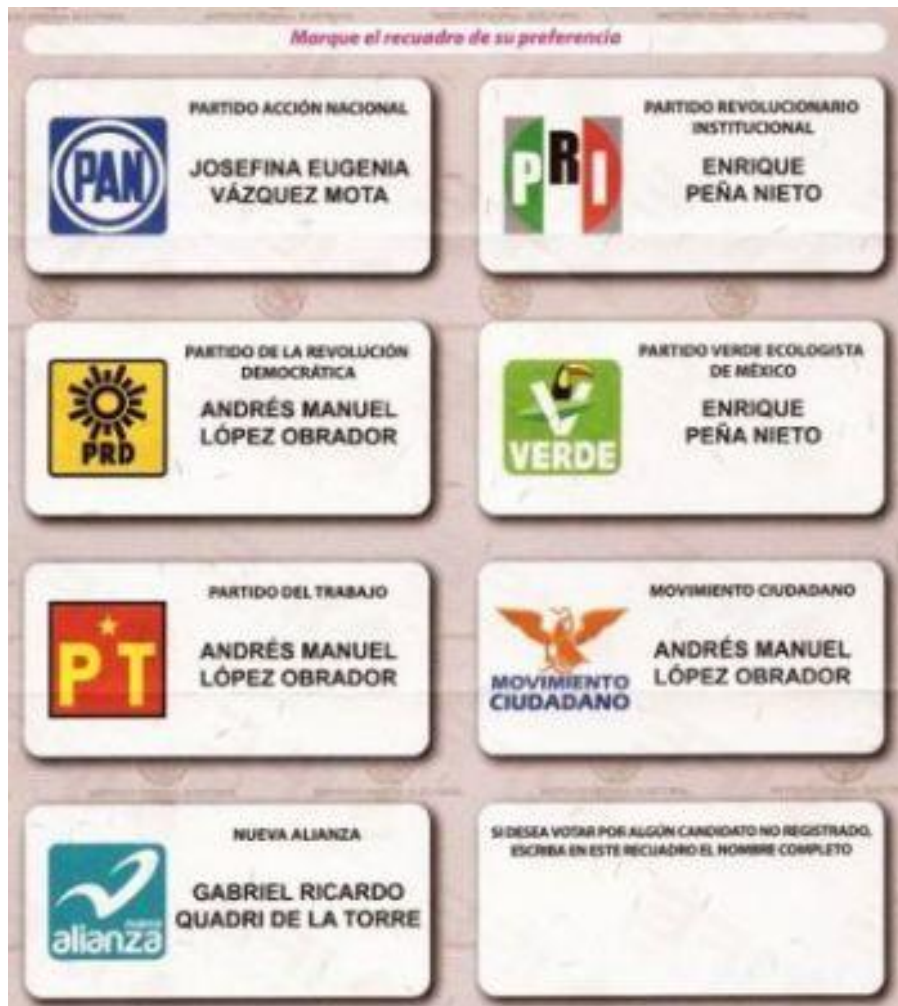 Marque el recuadro de su preferencia
PAN
PARTIDO ACCIÓN NACIONAL
JOSEFINA EUGENIA
VÁZQUEZ MOTA
PRI
PARTIDO REVOLUCIONARIO
INSTITUCIONAL
ENRIQUE
PEÑA NIETO
PRD
PARTIDO DE LA REVOLUCIÓN
DEMOCRÁTICA
ANDRÉS MANUEL
LÓPEZ OBRADOR
VERDE
PARTIDO VERDE ECOLOGISTA
DE MÉXICO
ENRIQUE
PEÑA NIETO
PT
PARTIDO DEL TRABAJO
ANDRÉS MANUEL
LÓPEZ OBRADOR
MOVIMIENTO
CIUDADANO
MOVIMIENTO CIUDADANO
ANDRÉS MANUEL
LÓPEZ OBRADOR
nueva
alianza
NUEVA ALIANZA
GABRIEL RICARDO
QUADRI DE LA TORRE
SI DESEA VOTAR POR ALGÚN CANDIDATO NO REGISTRADO,
ESCRIBA EN ESTE RECUADRO EL NOMBRE COMPLETO